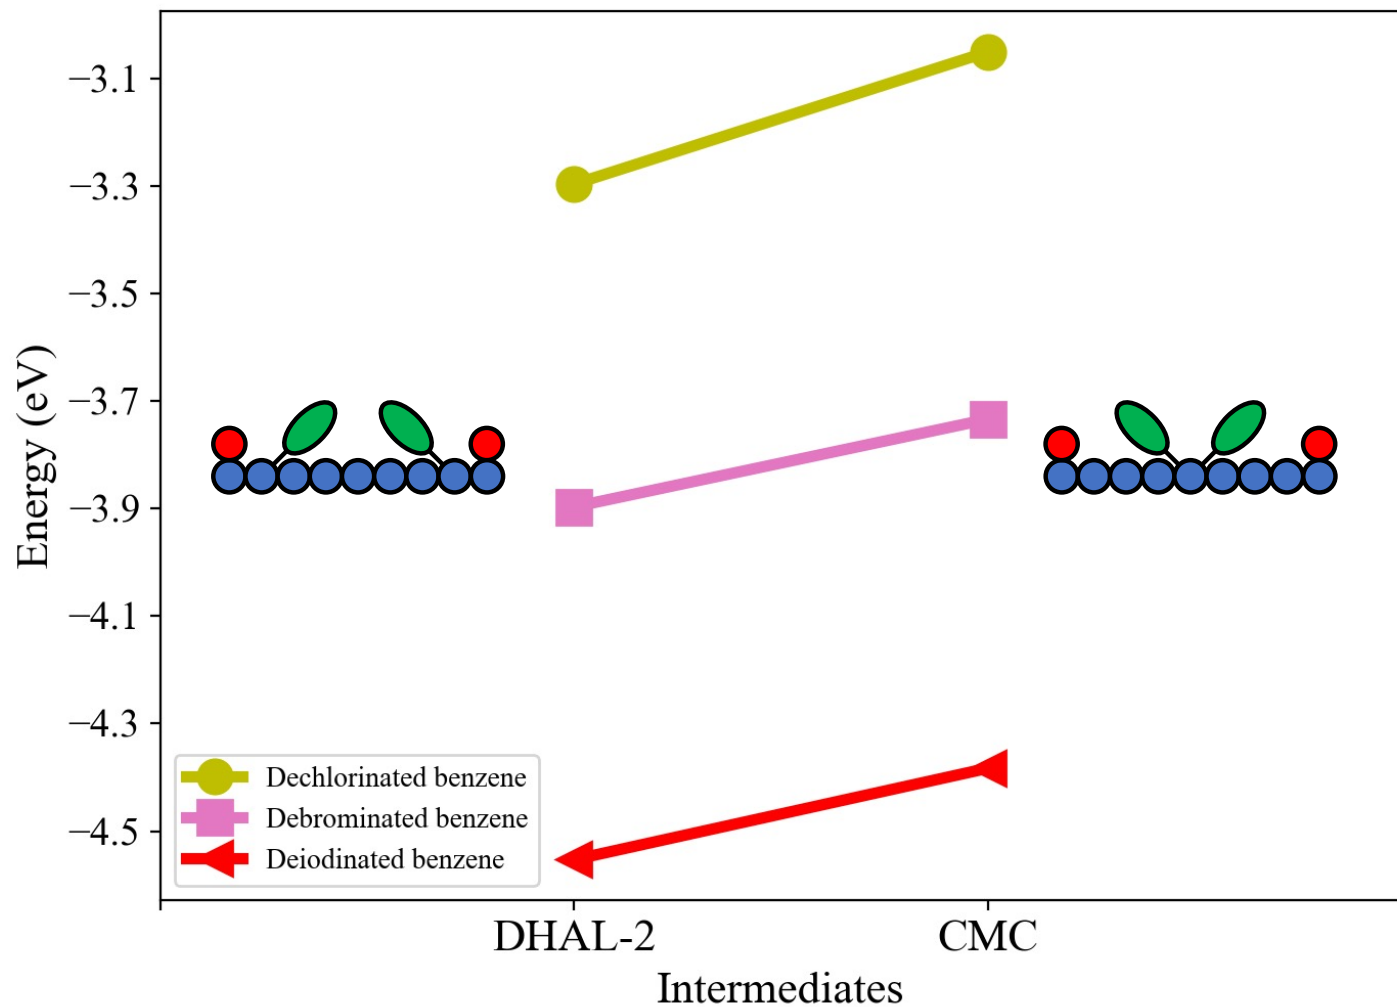 Energy (eV)
−3.1
−3.3
−3.5
−3.7
−3.9
−4.1
−4.3
−4.5
Dechlorinated benzene
Debrominated benzene
Deiodinated benzene
DHAL-2
CMC
Intermediates